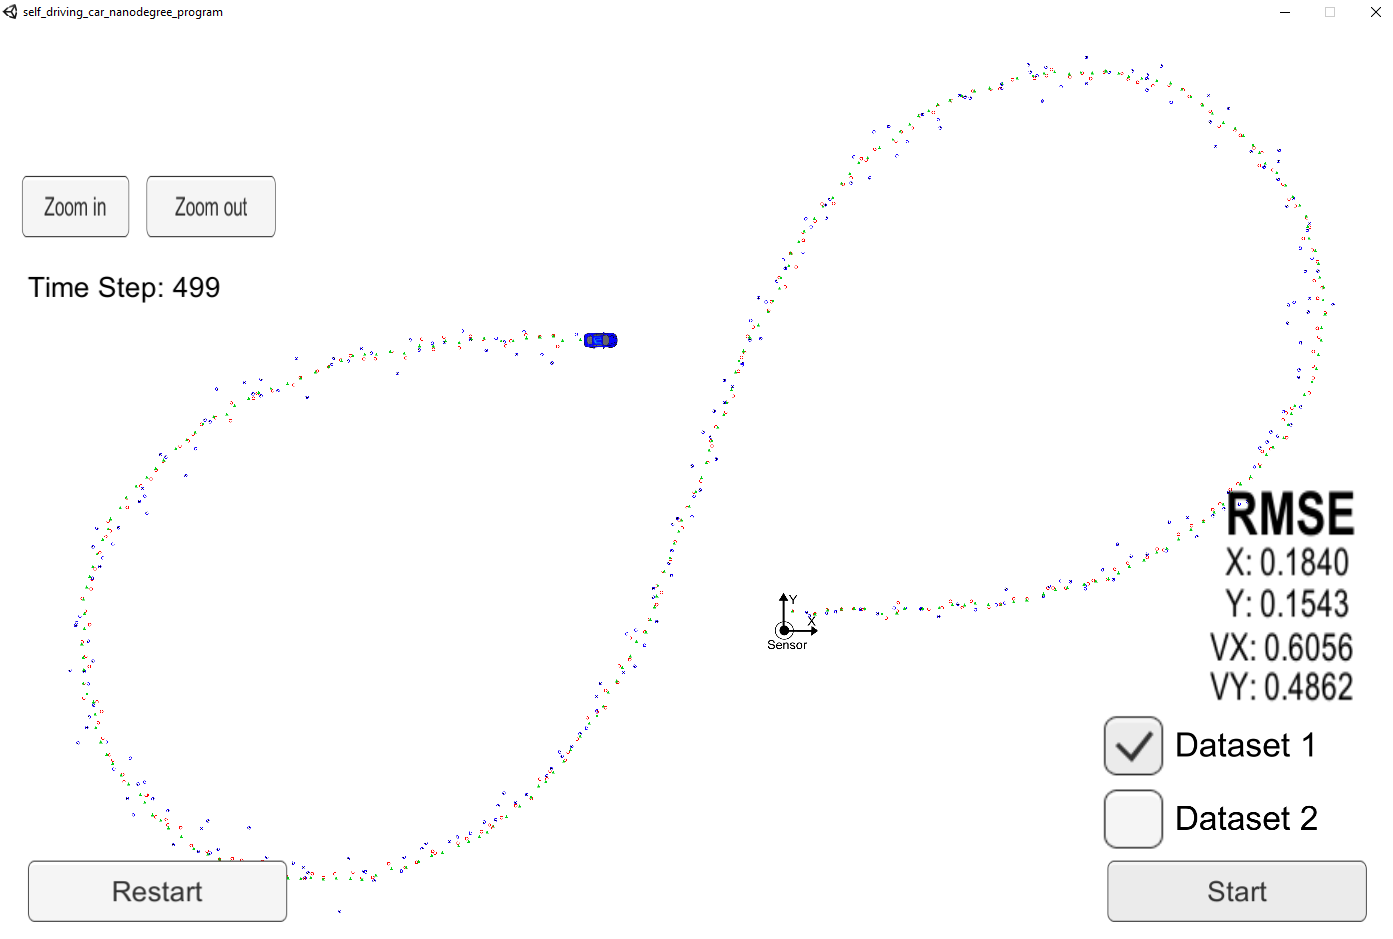 self_driving_car_nanodegree_program
Zoom in
Zoom out
Time Step: 499
RMSE
X: 0.1840
Y: 0.1543
VX: 0.6056
VY: 0.4862
Y
X
Sensor
Dataset 1
Dataset 2
Restart
Start